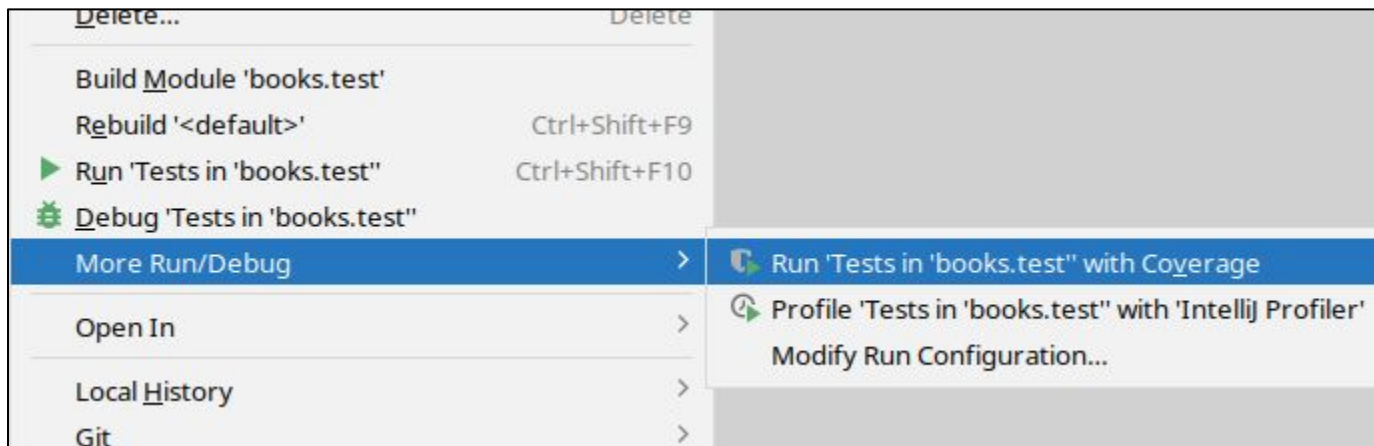 Delete... Delete
Build Module 'books.test'
Rebuild '<default>' Ctrl+Shift+F9
Run 'Tests in 'books.test'' Ctrl+Shift+F10
Debug 'Tests in 'books.test''
More Run/Debug
Run 'Tests in 'books.test'' with Coverage
Profile 'Tests in 'books.test'' with 'IntelliJ Profiler'
Modify Run Configuration...
Open In
Local History
Git